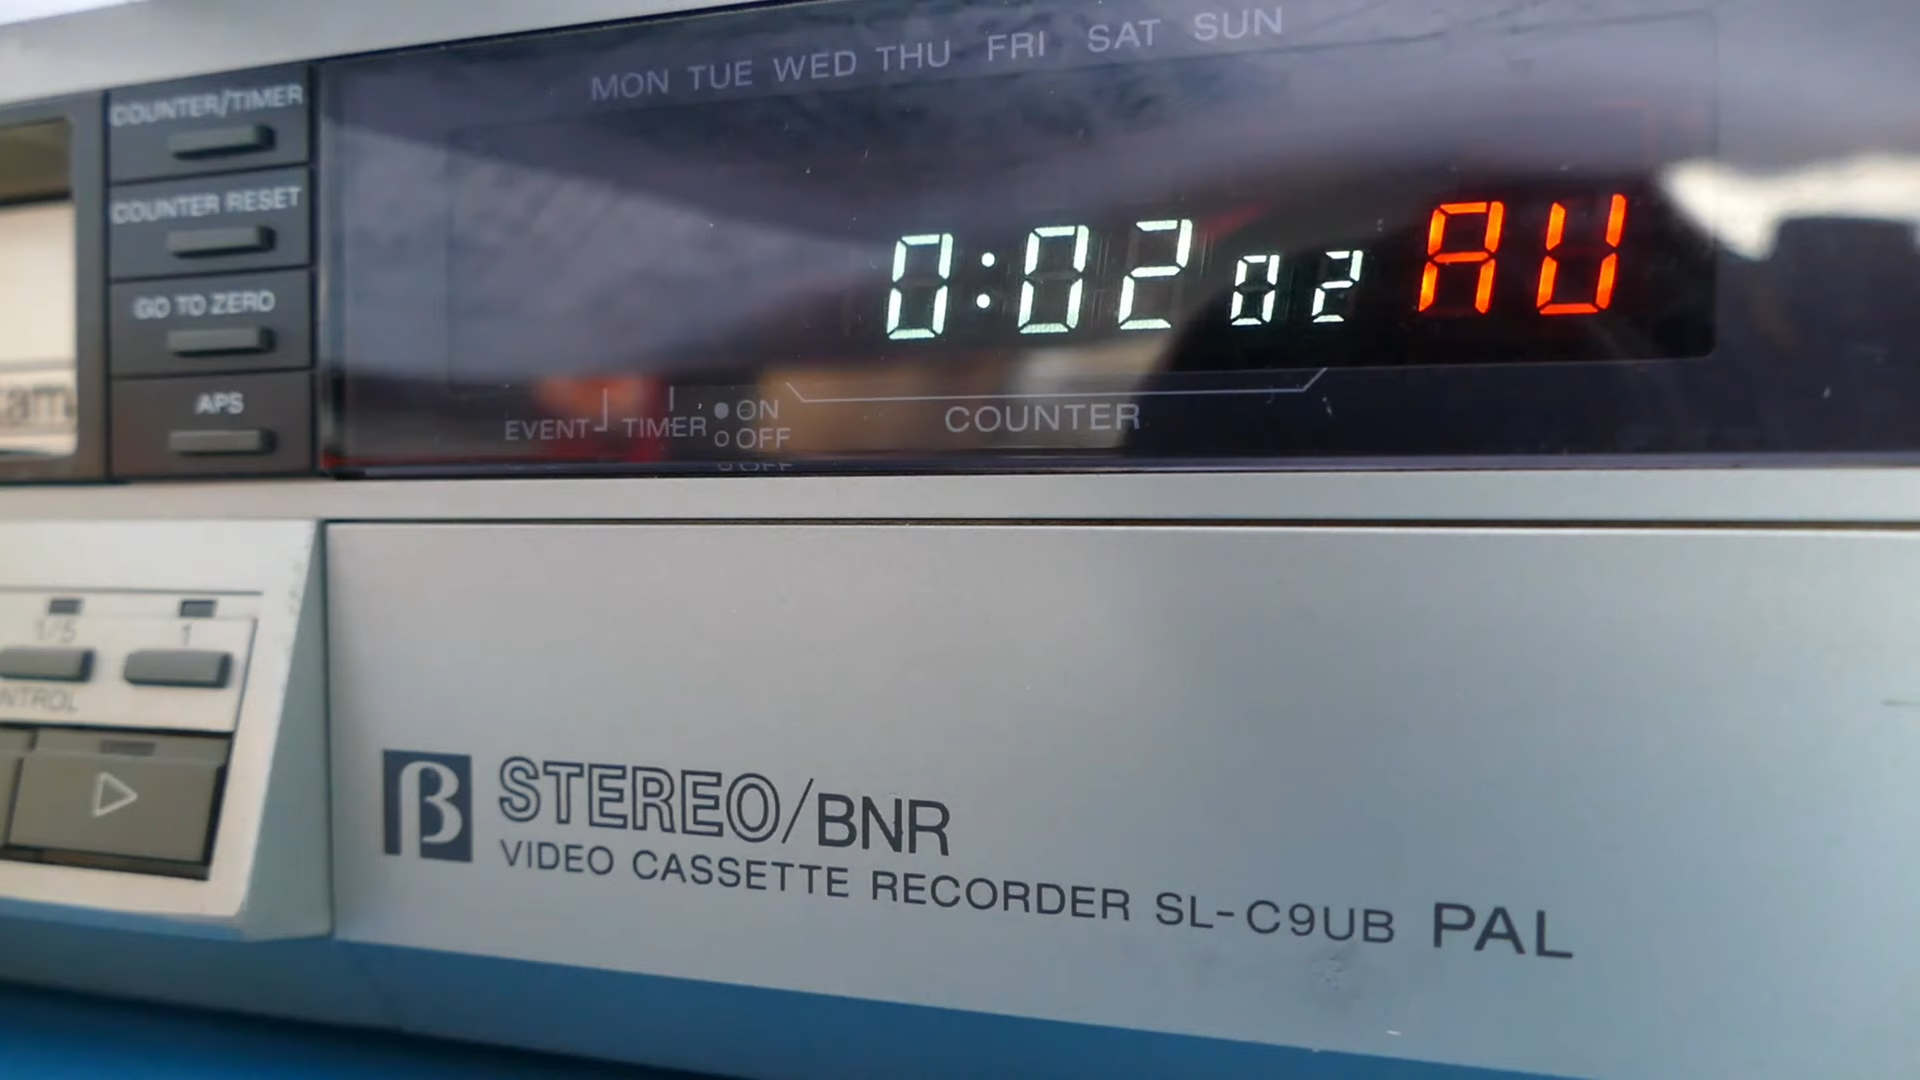 MON TUE WED THU FRI SAT SUN
COUNTER/TIMER
COUNTER RESET
GO TO ZERO
APS
0:02 02 AU
EVENT TIMER ON
OFF
COUNTER
1/5 1
β STEREO/BNR
VIDEO CASSETTE RECORDER SL-C9UB PAL